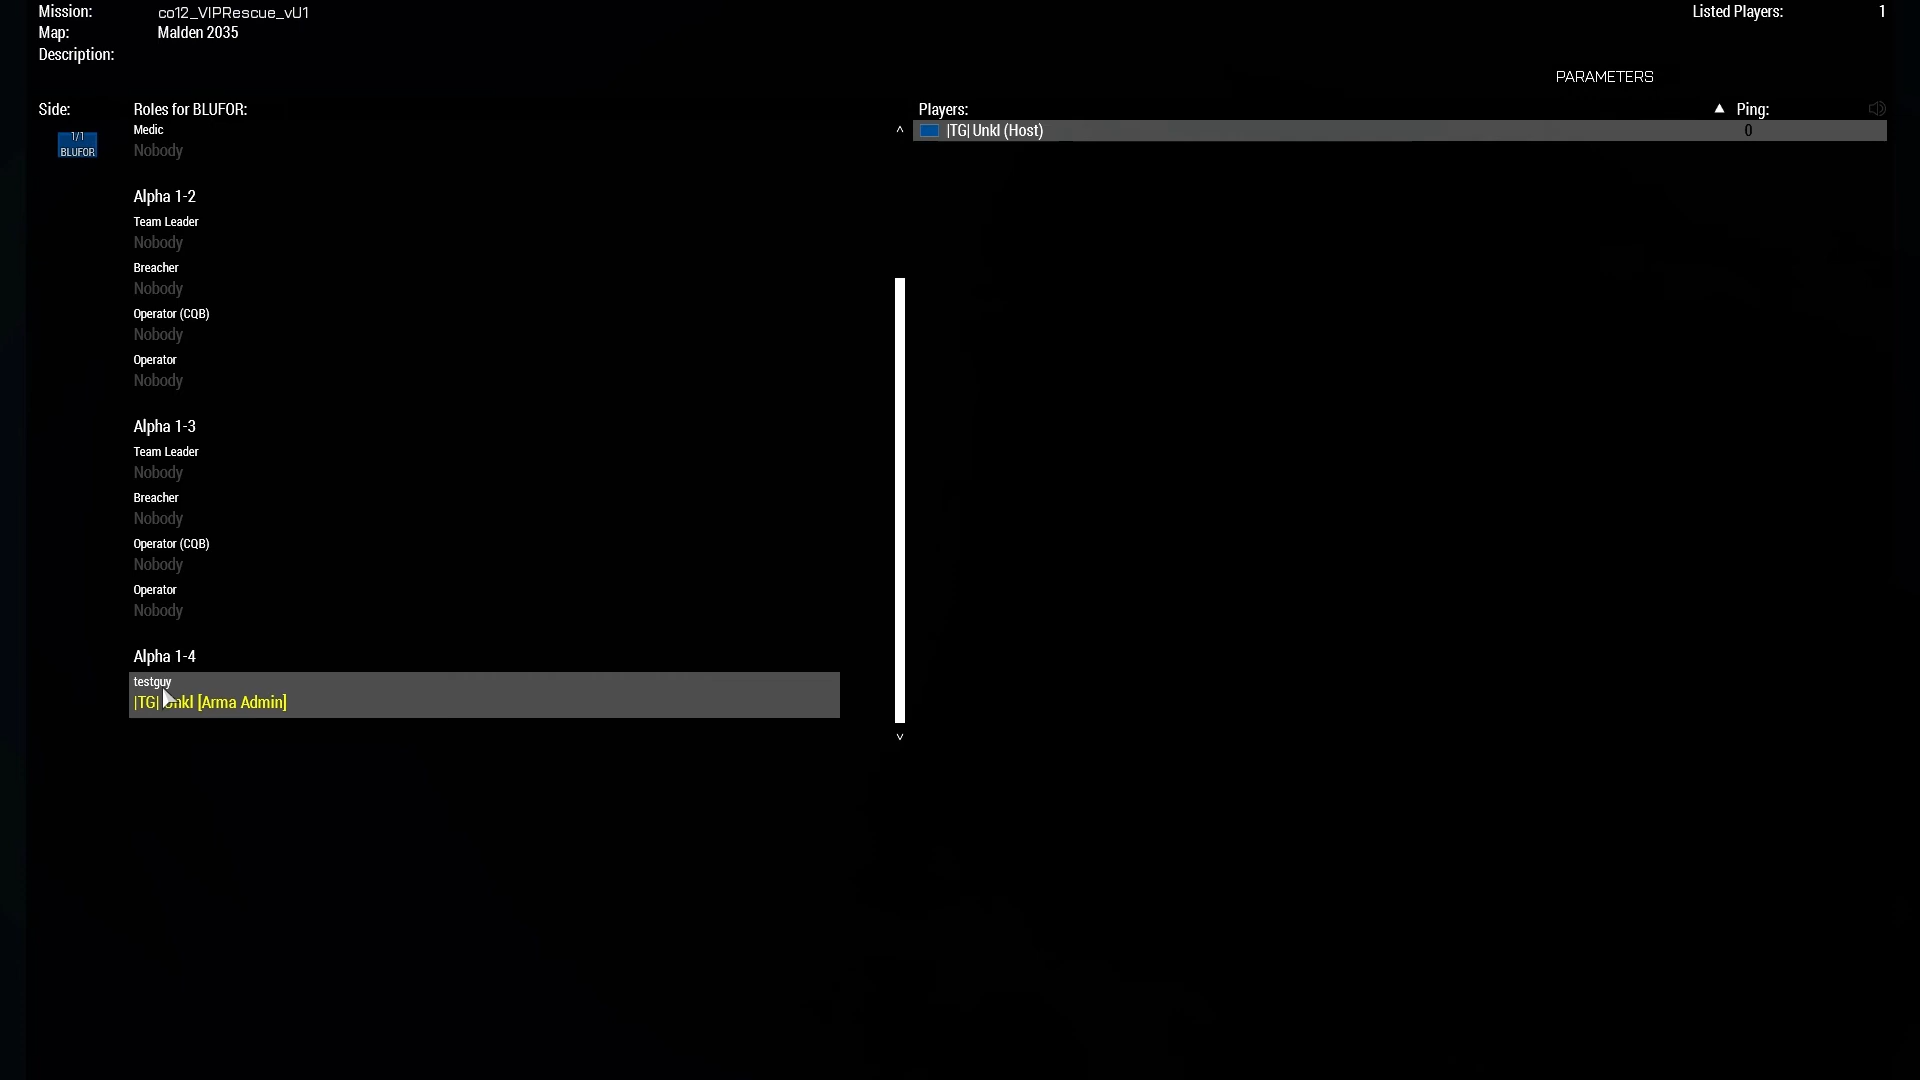 Mission: co12_VIPRescue_vU1
Listed Players: 1
Map: Malden 2035
Description:
PARAMETERS
Side:
Roles for BLUFOR:
Players:
▲ Ping:
1/1
BLUFOR
Medic
Nobody
|TG| Unkl (Host) 0
Alpha 1-2
Team Leader
Nobody
Breacher
Nobody
Operator (CQB)
Nobody
Operator
Nobody
Alpha 1-3
Team Leader
Nobody
Breacher
Nobody
Operator (CQB)
Nobody
Operator
Nobody
Alpha 1-4
testguy
|TG| Unkl [Arma Admin]